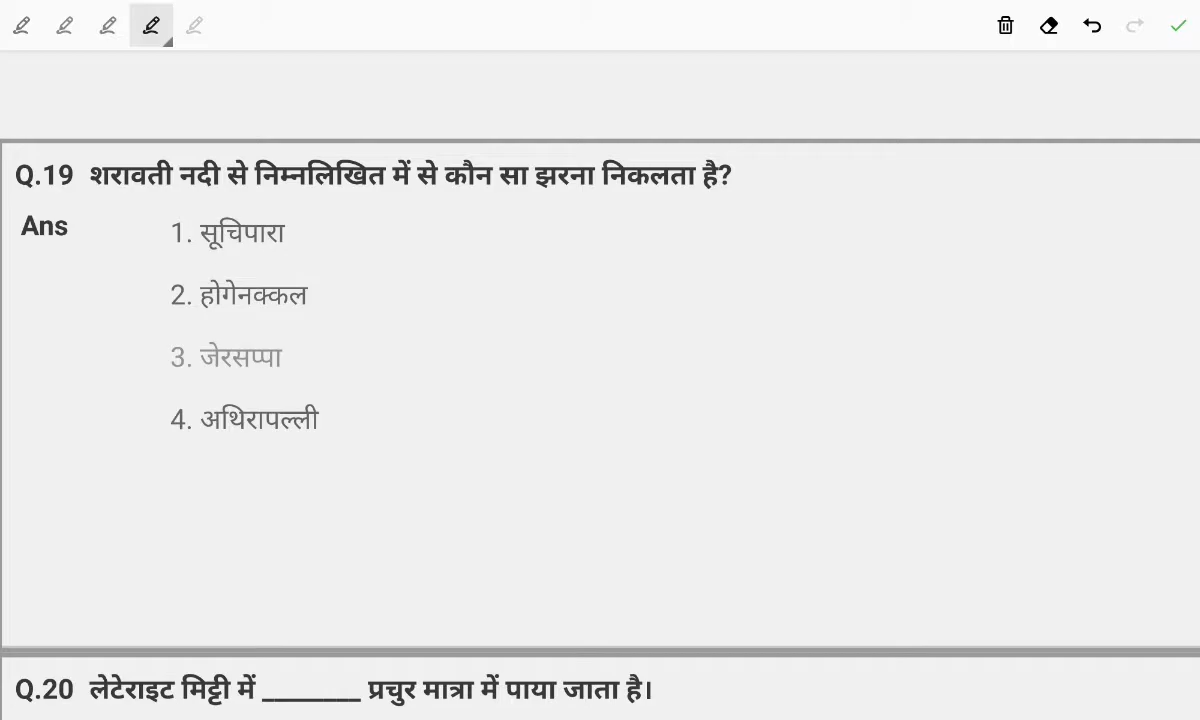 Q.19 शरावती नदी से निम्नलिखित में से कौन सा झरना निकलता है?
Ans 1. सूचिपारा
2. होगेनक्कल
3. जेरसप्पा
4. अथिरापल्ली
Q.20 लेटेराइट मिट्टी में ________ प्रचुर मात्रा में पाया जाता है।